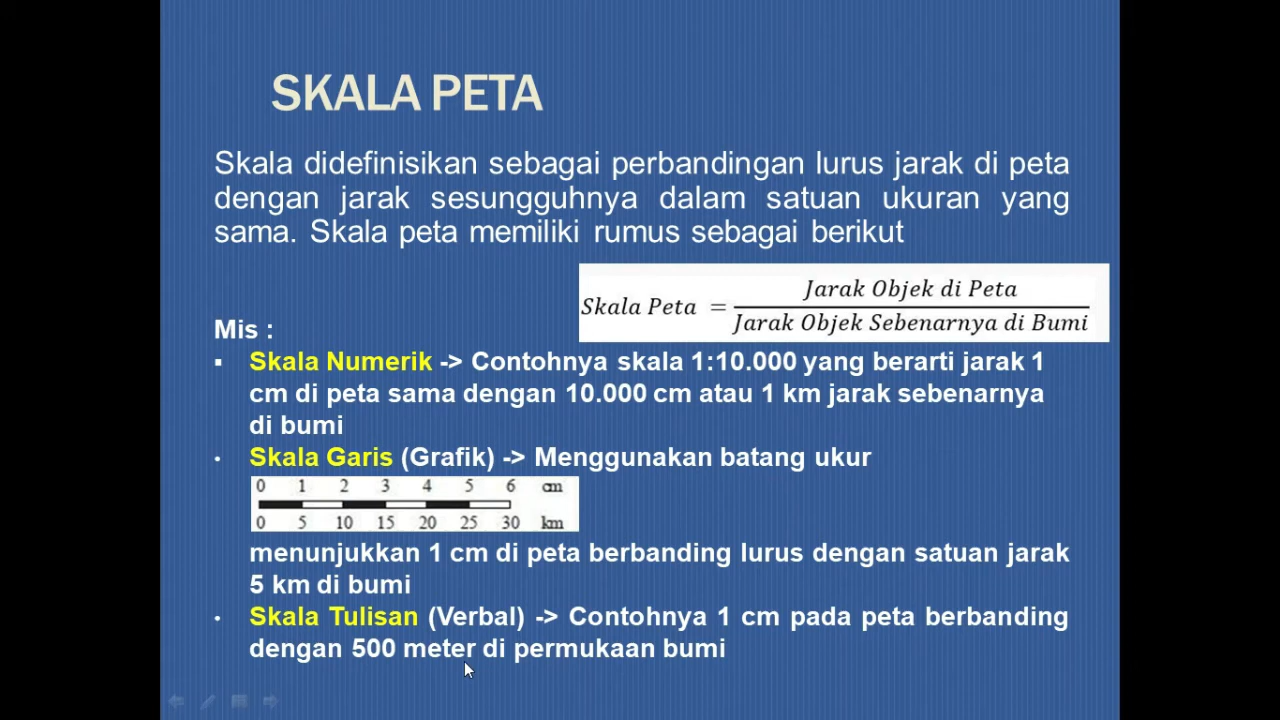 SKALA PETA
Skala didefinisikan sebagai perbandingan lurus jarak di peta
dengan jarak sesungguhnya dalam satuan ukuran yang
sama. Skala peta memiliki rumus sebagai berikut
Skala Peta = Jarak Objek di Peta
Jarak Objek Sebenarnya di Bumi
Mis :
▪ Skala Numerik -> Contohnya skala 1:10.000 yang berarti jarak 1
cm di peta sama dengan 10.000 cm atau 1 km jarak sebenarnya
di bumi
• Skala Garis (Grafik) -> Menggunakan batang ukur
0 1 2 3 4 5 6 cm
0 5 10 15 20 25 30 km
menunjukkan 1 cm di peta berbanding lurus dengan satuan jarak
5 km di bumi
• Skala Tulisan (Verbal) -> Contohnya 1 cm pada peta berbanding
dengan 500 meter di permukaan bumi